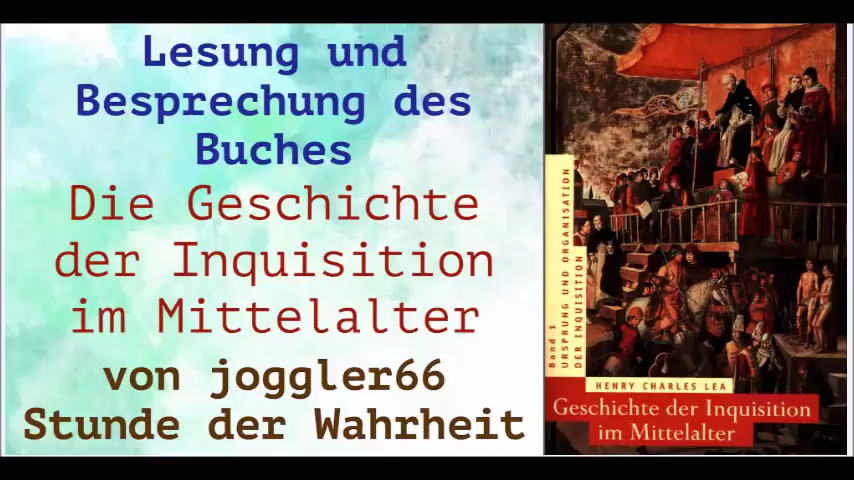 Lesung und
Besprechung des
Buches
Die Geschichte
der Inquisition
im Mittelalter
von joggler66
Stunde der Wahrheit
Band 1
URSPRUNG UND ORGANISATION
DER INQUISITION
HENRY CHARLES LEA
Geschichte der Inquisition
im Mittelalter